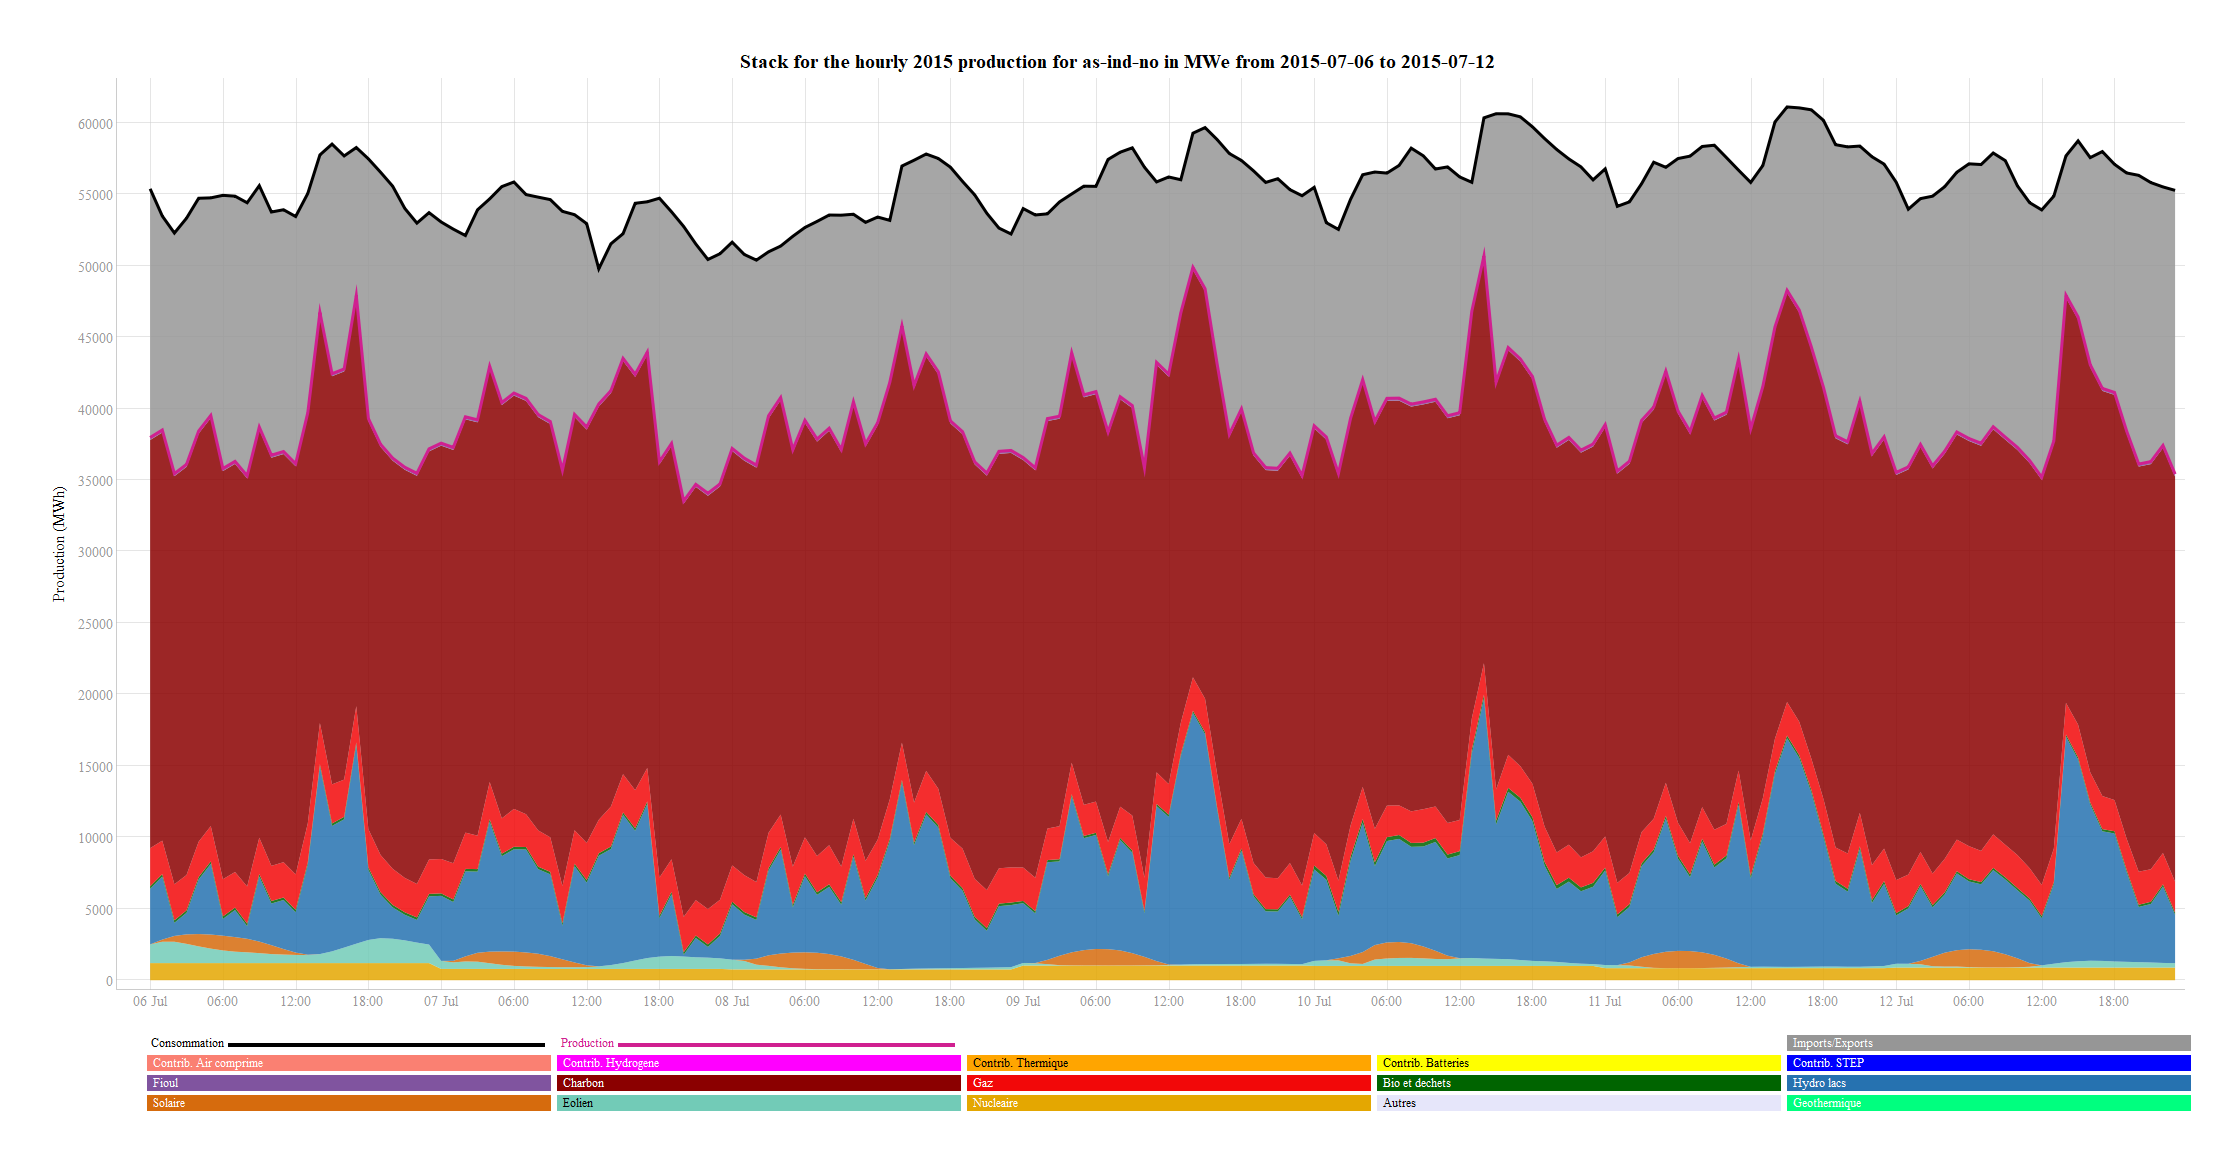 Stack for the hourly 2015 production for as-ind-no in MWe from 2015-07-06 to 2015-07-12
60000
55000
50000
45000
40000
35000
30000
25000
20000
15000
10000
5000
0
Production (MWh)
06 Jul 06:00 12:00 18:00 07 Jul 06:00 12:00 18:00 08 Jul 06:00 12:00 18:00 09 Jul 06:00 12:00 18:00 10 Jul 06:00 12:00 18:00 11 Jul 06:00 12:00 18:00 12 Jul 06:00 12:00 18:00
Consommation Production Imports/Exports
Contrib. Air comprime Contrib. Hydrogene Contrib. Thermique Contrib. Batteries Contrib. STEP
Fioul Charbon Gaz Bio et dechets Hydro lacs
Solaire Eolien Nucleaire Autres Geothermique